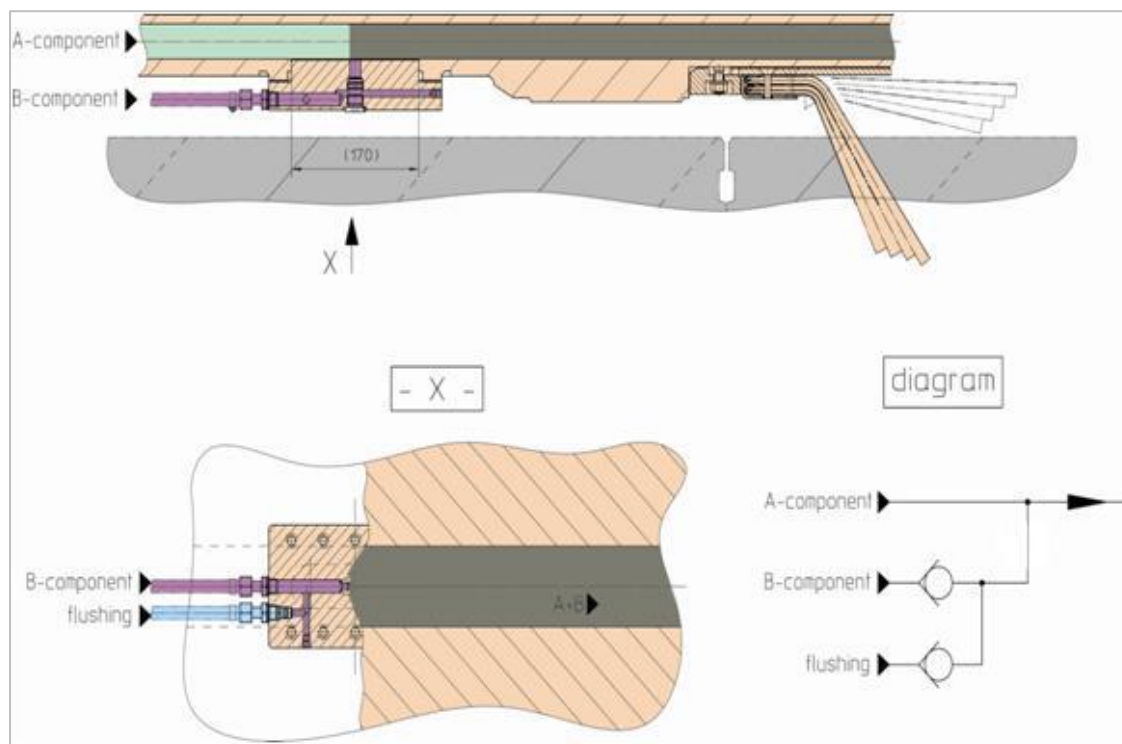 A-component
B-component
(170)
X
- X -
diagram
A-component
B-component
B-component
flushing
A+B
flushing